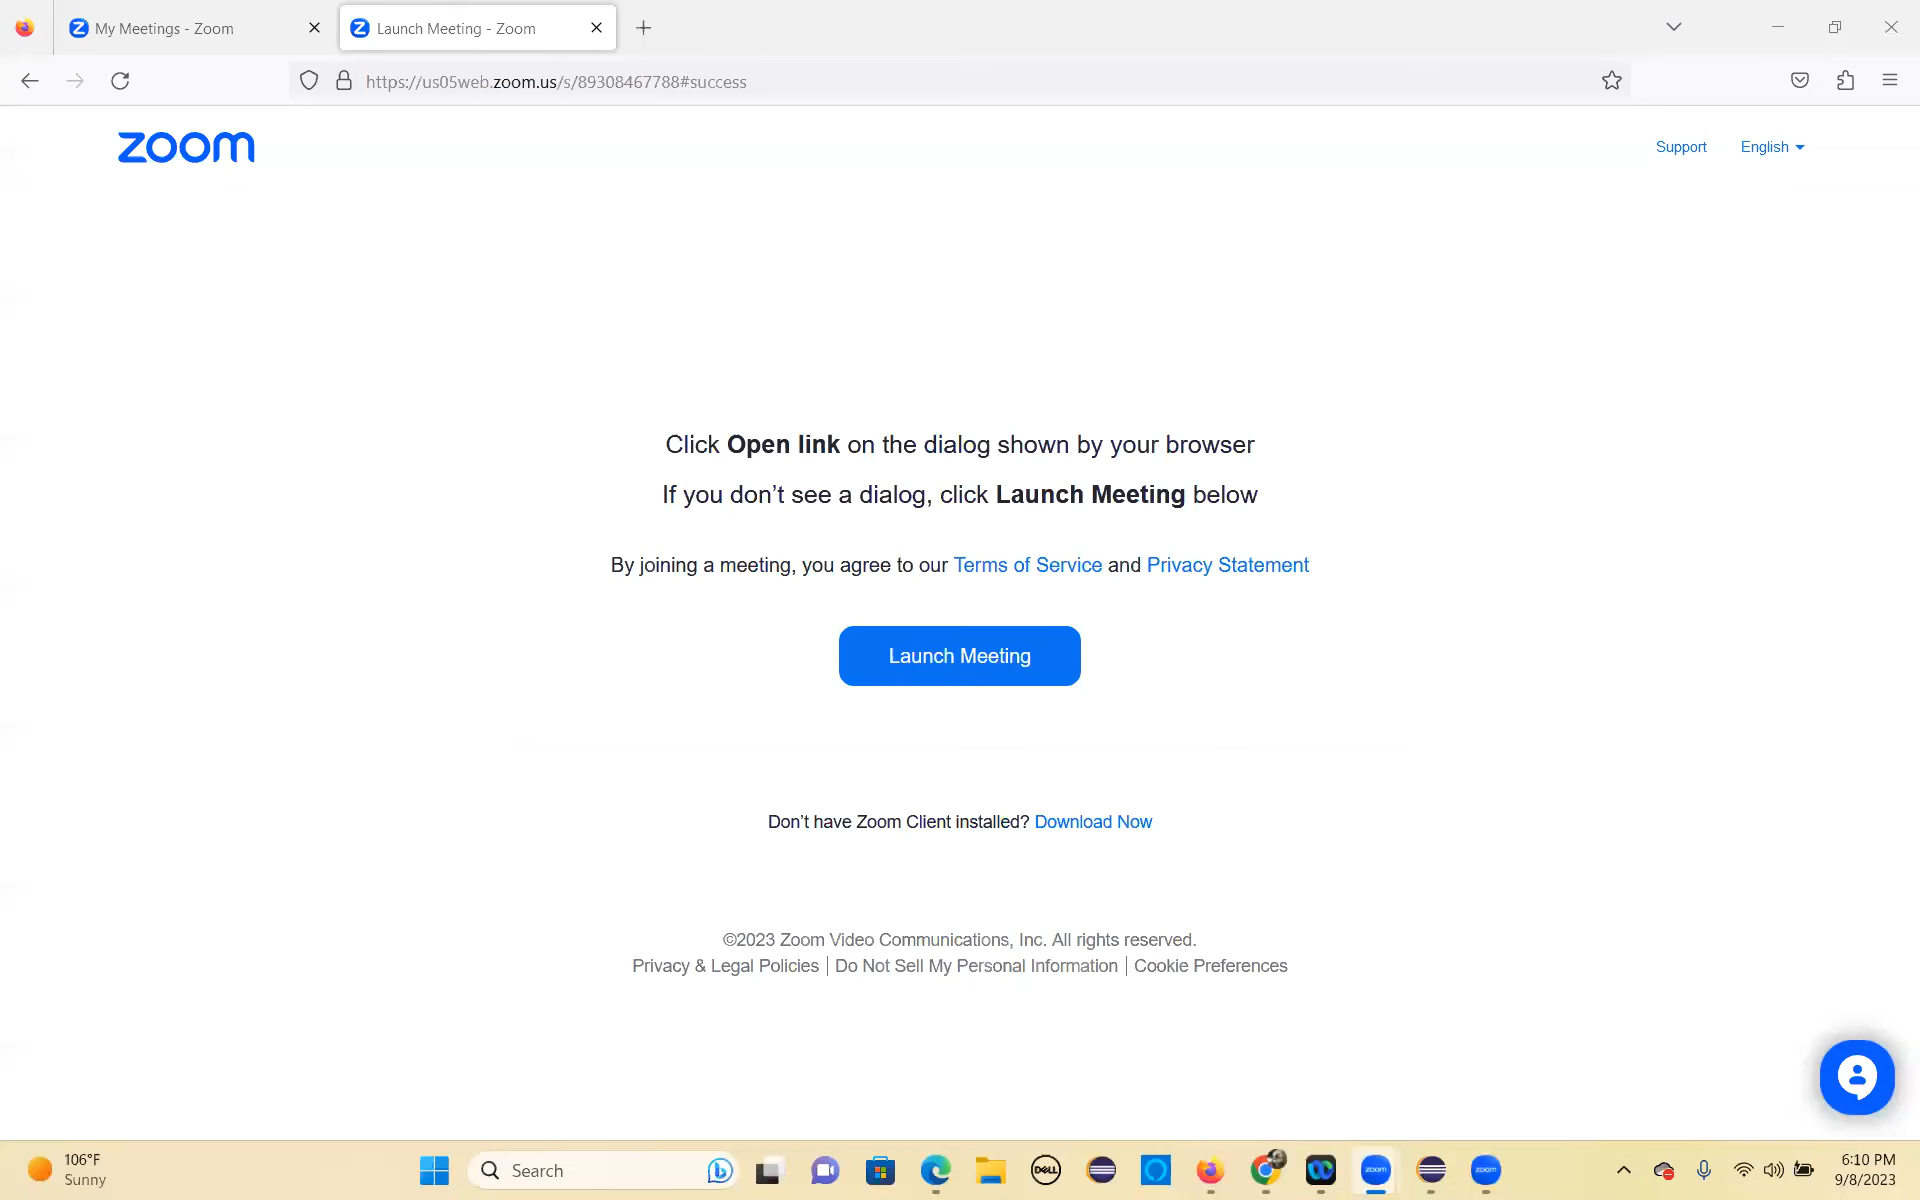 My Meetings - Zoom
Launch Meeting - Zoom
https://us05web.zoom.us/s/89308467788#success
zoom
Support
English
Click Open link on the dialog shown by your browser
If you don’t see a dialog, click Launch Meeting below
By joining a meeting, you agree to our Terms of Service and Privacy Statement
Launch Meeting
Don’t have Zoom Client installed? Download Now
©2023 Zoom Video Communications, Inc. All rights reserved.
Privacy & Legal Policies | Do Not Sell My Personal Information | Cookie Preferences
106°F
Sunny
Search
DELL
zoom
zoom
6:10 PM
9/8/2023